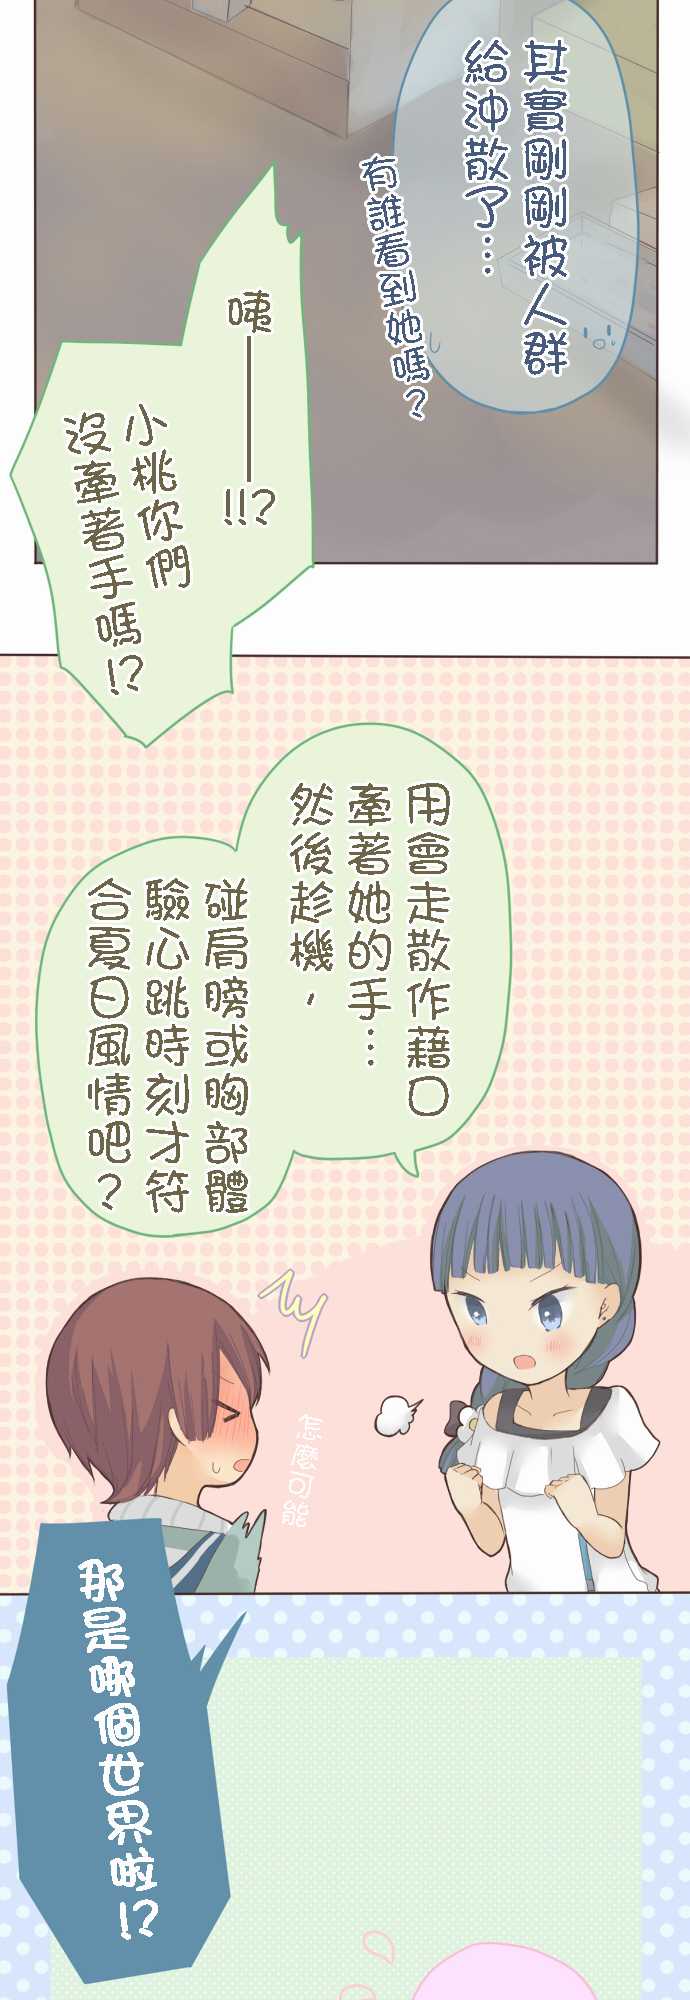 其實剛剛被人群
給沖散了…
有誰看到她嗎？
咦——!!?
小桃你們
沒牽著手嗎!?
用會走散作藉口
牽著她的手…
然後趁機，
碰肩膀或胸部體
驗心跳時刻才符
合夏日風情吧？
怎麼可能
那是哪個世界啦!?